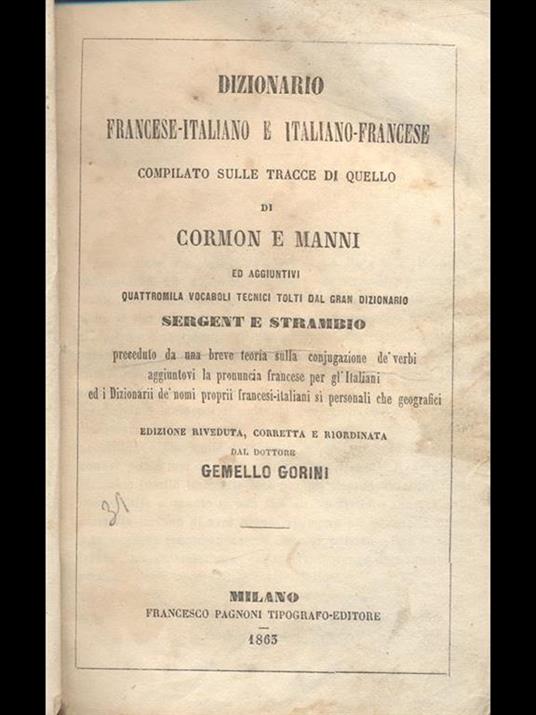 DIZIONARIO
FRANCESE-ITALIANO E ITALIANO-FRANCESE
COMPILATO SULLE TRACCE DI QUELLO
DI
CORMON E MANNI
ED AGGIUNTIVI
QUATTROMILA VOCABOLI TECNICI TOLTI DAL GRAN DIZIONARIO
SERGENT E STRAMBIO
preceduto da una breve teoria sulla conjugazione de' verbi
aggiuntovi la pronuncia francese per gl'Italiani
ed i Dizionarii de' nomi proprii francesi-italiani sì personali che geografici
EDIZIONE RIVEDUTA, CORRETTA E RIORDINATA
DAL DOTTORE
GEMELLO GORINI
MILANO
FRANCESCO PAGNONI TIPOGRAFO-EDITORE
1863